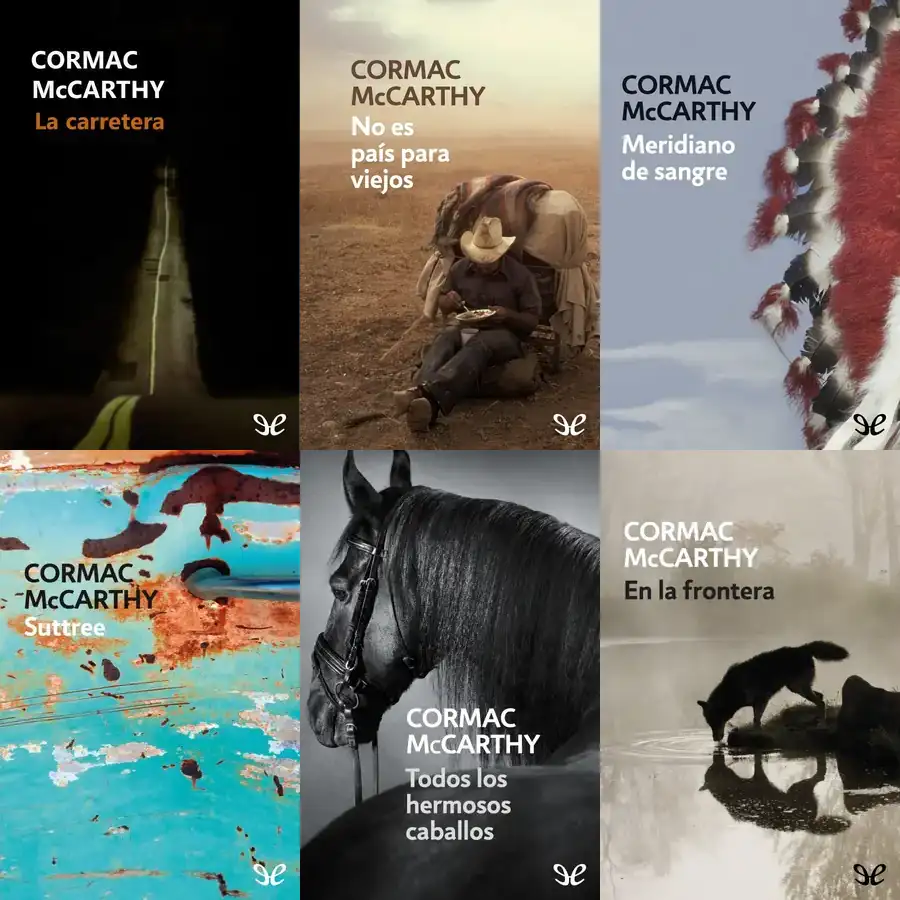 CORMAC
McCARTHY
La carretera
CORMAC
McCARTHY
No es
país para
viejos
CORMAC
McCARTHY
Meridiano
de sangre
CORMAC
McCARTHY
Suttree
CORMAC
McCARTHY
Todos los
hermosos
caballos
CORMAC
McCARTHY
En la frontera